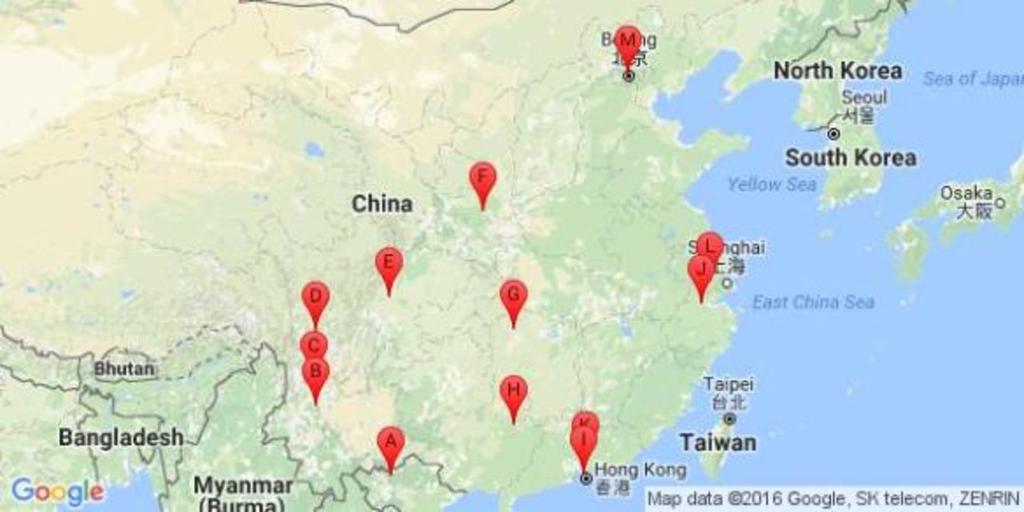 M
Beijing
北京
North Korea
Sea of Japan
Seoul
서울
South Korea
F
Yellow Sea
China
Osaka
大阪
L
Shanghai
上海
E
J
D
G
East China Sea
C
Bhutan
B
H
Taipei
台北
Bangladesh
A
K
I
Taiwan
Hong Kong
香港
Myanmar
(Burma)
Google
Map data ©2016 Google, SK telecom, ZENRIN